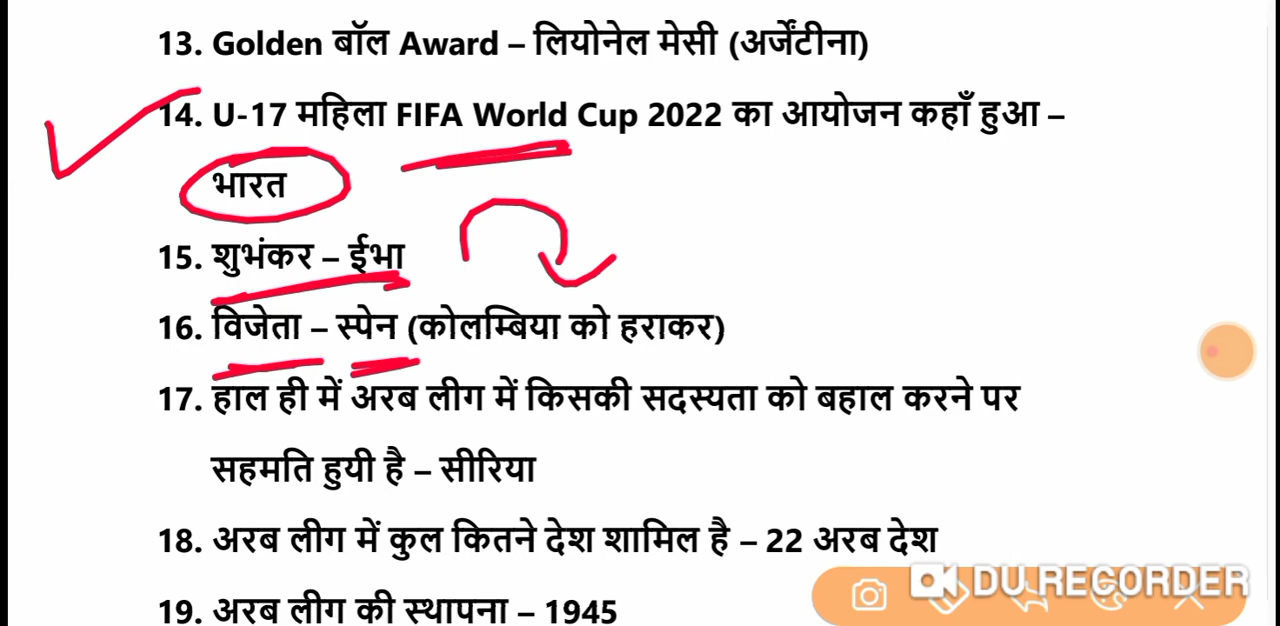 13. Golden बॉल Award – लियोनेल मेसी (अर्जेंटीना)
14. U-17 महिला FIFA World Cup 2022 का आयोजन कहाँ हुआ –
भारत
15. शुभंकर – ईभा
16. विजेता – स्पेन (कोलम्बिया को हराकर)
17. हाल ही में अरब लीग में किसकी सदस्यता को बहाल करने पर
सहमति हुयी है – सीरिया
18. अरब लीग में कुल कितने देश शामिल है – 22 अरब देश
DU RECORDER
19. अरब लीग की स्थापना – 1945